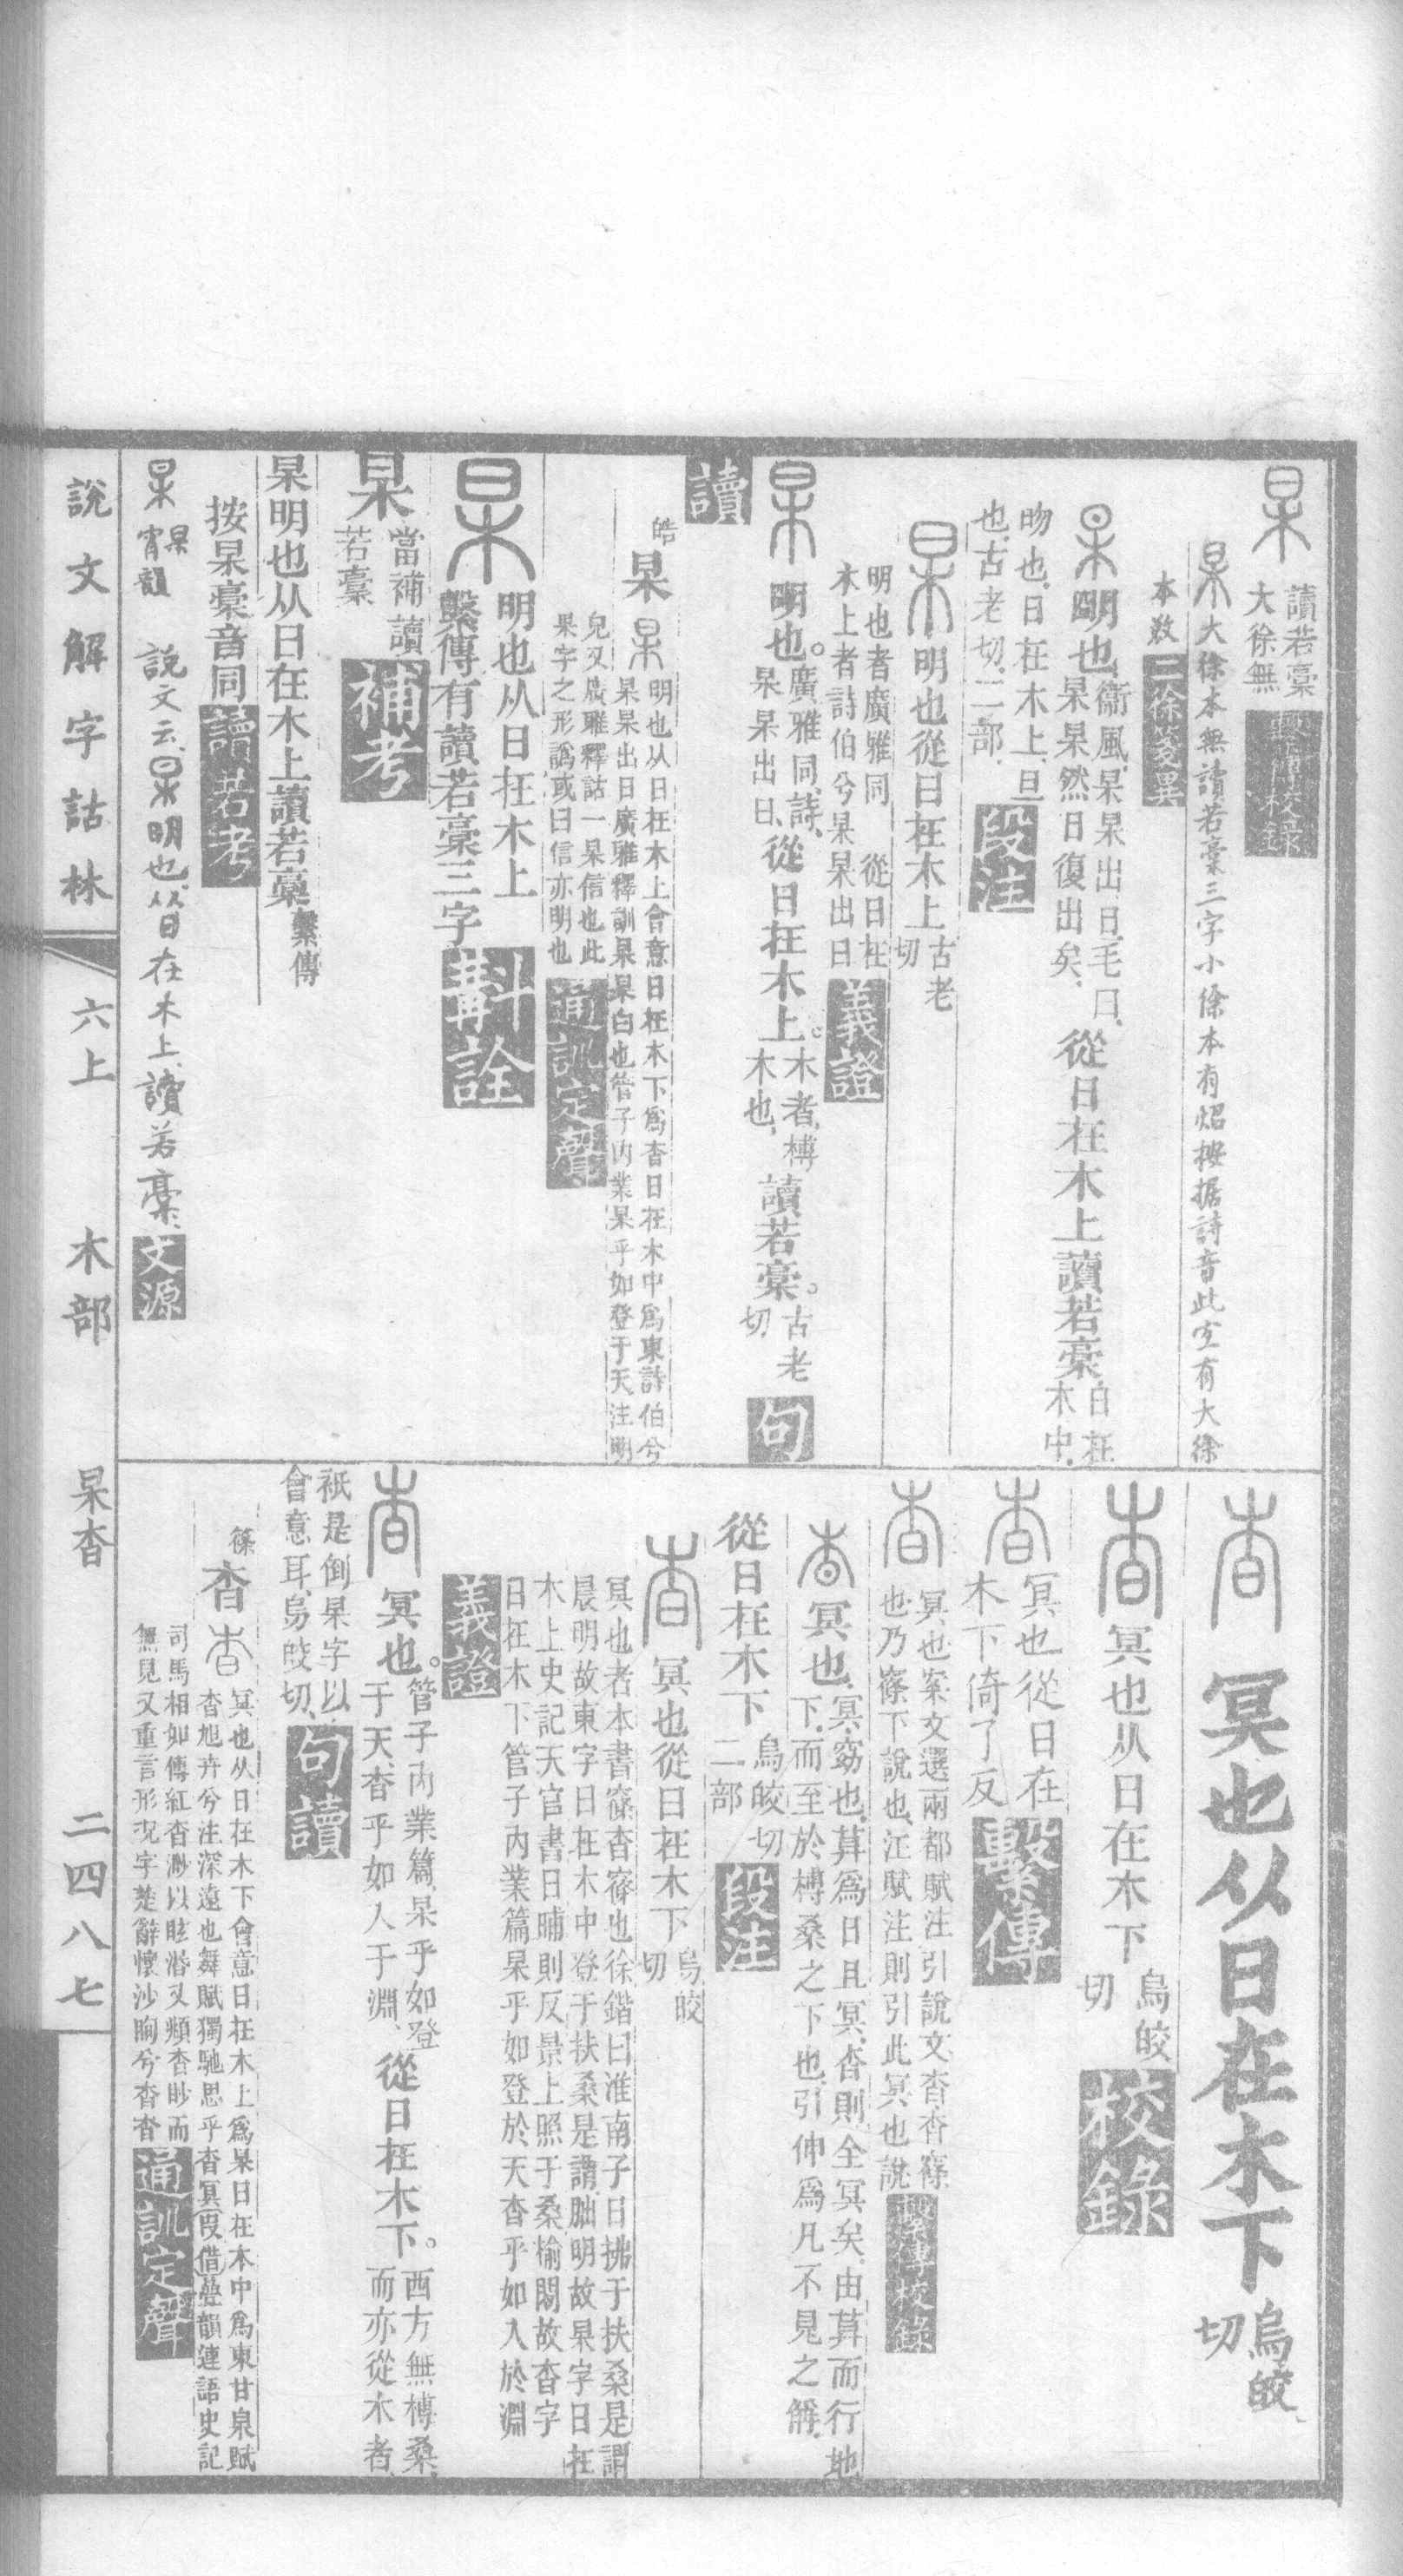 杲
讀若稾
大徐無
繫傳校錄
杲大徐本無讀若稾三字小徐本有炤按据詩音此宜有大徐
本敚
二徐箋異
杲明也衞風杲杲出日毛曰
杲杲然日復出矣
從日在木上讀若稾
日在
木中
昒也日在木上旦
也古老切二部
段注
杲明也從日在木上
古老
切
明也者廣雅同 從日在
木上者詩伯兮杲杲出日
義證
杲明也
廣雅同詩
杲杲出日
從日在木上
木者榑
木也
讀若稾
古老
切
句
讀
皓
杲
杲
明也从日在木上會意日在木下爲杳日在木中爲東詩伯兮
杲杲出日廣雅釋訓杲杲白也管子內業杲乎如登于天注明
皃又廣雅釋詁一杲信也此
果字之形譌或曰信亦明也
通訓定聲
杲
明也从日在木上
繫傳有讀若稾三字
斠詮
杲
當補讀
若稾
補考
杲明也从日在木上讀若稾
繫傳
按杲稾音同
讀若考
杲
杲
宵韻
說文云杲明也从日在木上讀若稾
文源
杳
冥也从日在木下
烏皎
切
杳
冥也从日在木下
烏皎
切
校錄
杳
冥也從日在
木下倚了反
繫傳
杳
冥也案文選兩都賦注引說文杳杳窱
也乃窱下說也江賦注則引此冥也說
繫傳校錄
杳冥也
冥窈也莫爲日且冥杳則全冥矣由莫而行地
下而至於榑桑之下也引伸爲凡不見之偁
從日在木下
烏皎切
二部
段注
杳冥也從日在木下
烏皎
切
冥也者本書窱杳窱也徐鍇曰淮南子日拂于扶桑是謂
晨明故東字日在木中登于扶桑是謂朏明故杲字日在
木上史記天官書日晡則反景上照于桑榆閒故杳字
日在木下管子內業篇杲乎如登於天杳乎如入於淵
義證
杳冥也
管子內業篇杲乎如登
于天杳乎如入于淵
從日在木下
西方無榑桑
而亦從木者
祇是倒杲字以
會意耳烏皎切
句讀
篠
杳
杳
冥也从日在木下會意日在木上爲杲日在木中爲東甘泉賦
杳旭卉兮注深遠也舞賦獨馳思乎杳冥叚借疊韻連語史記
司馬相如傳紅杳渺以眩湣又頫杳眇而
無見又重言形況字楚辭懷沙眴兮杳杳
通訓定聲
說文解字詁林
六上
木部
杲杳
二四八七